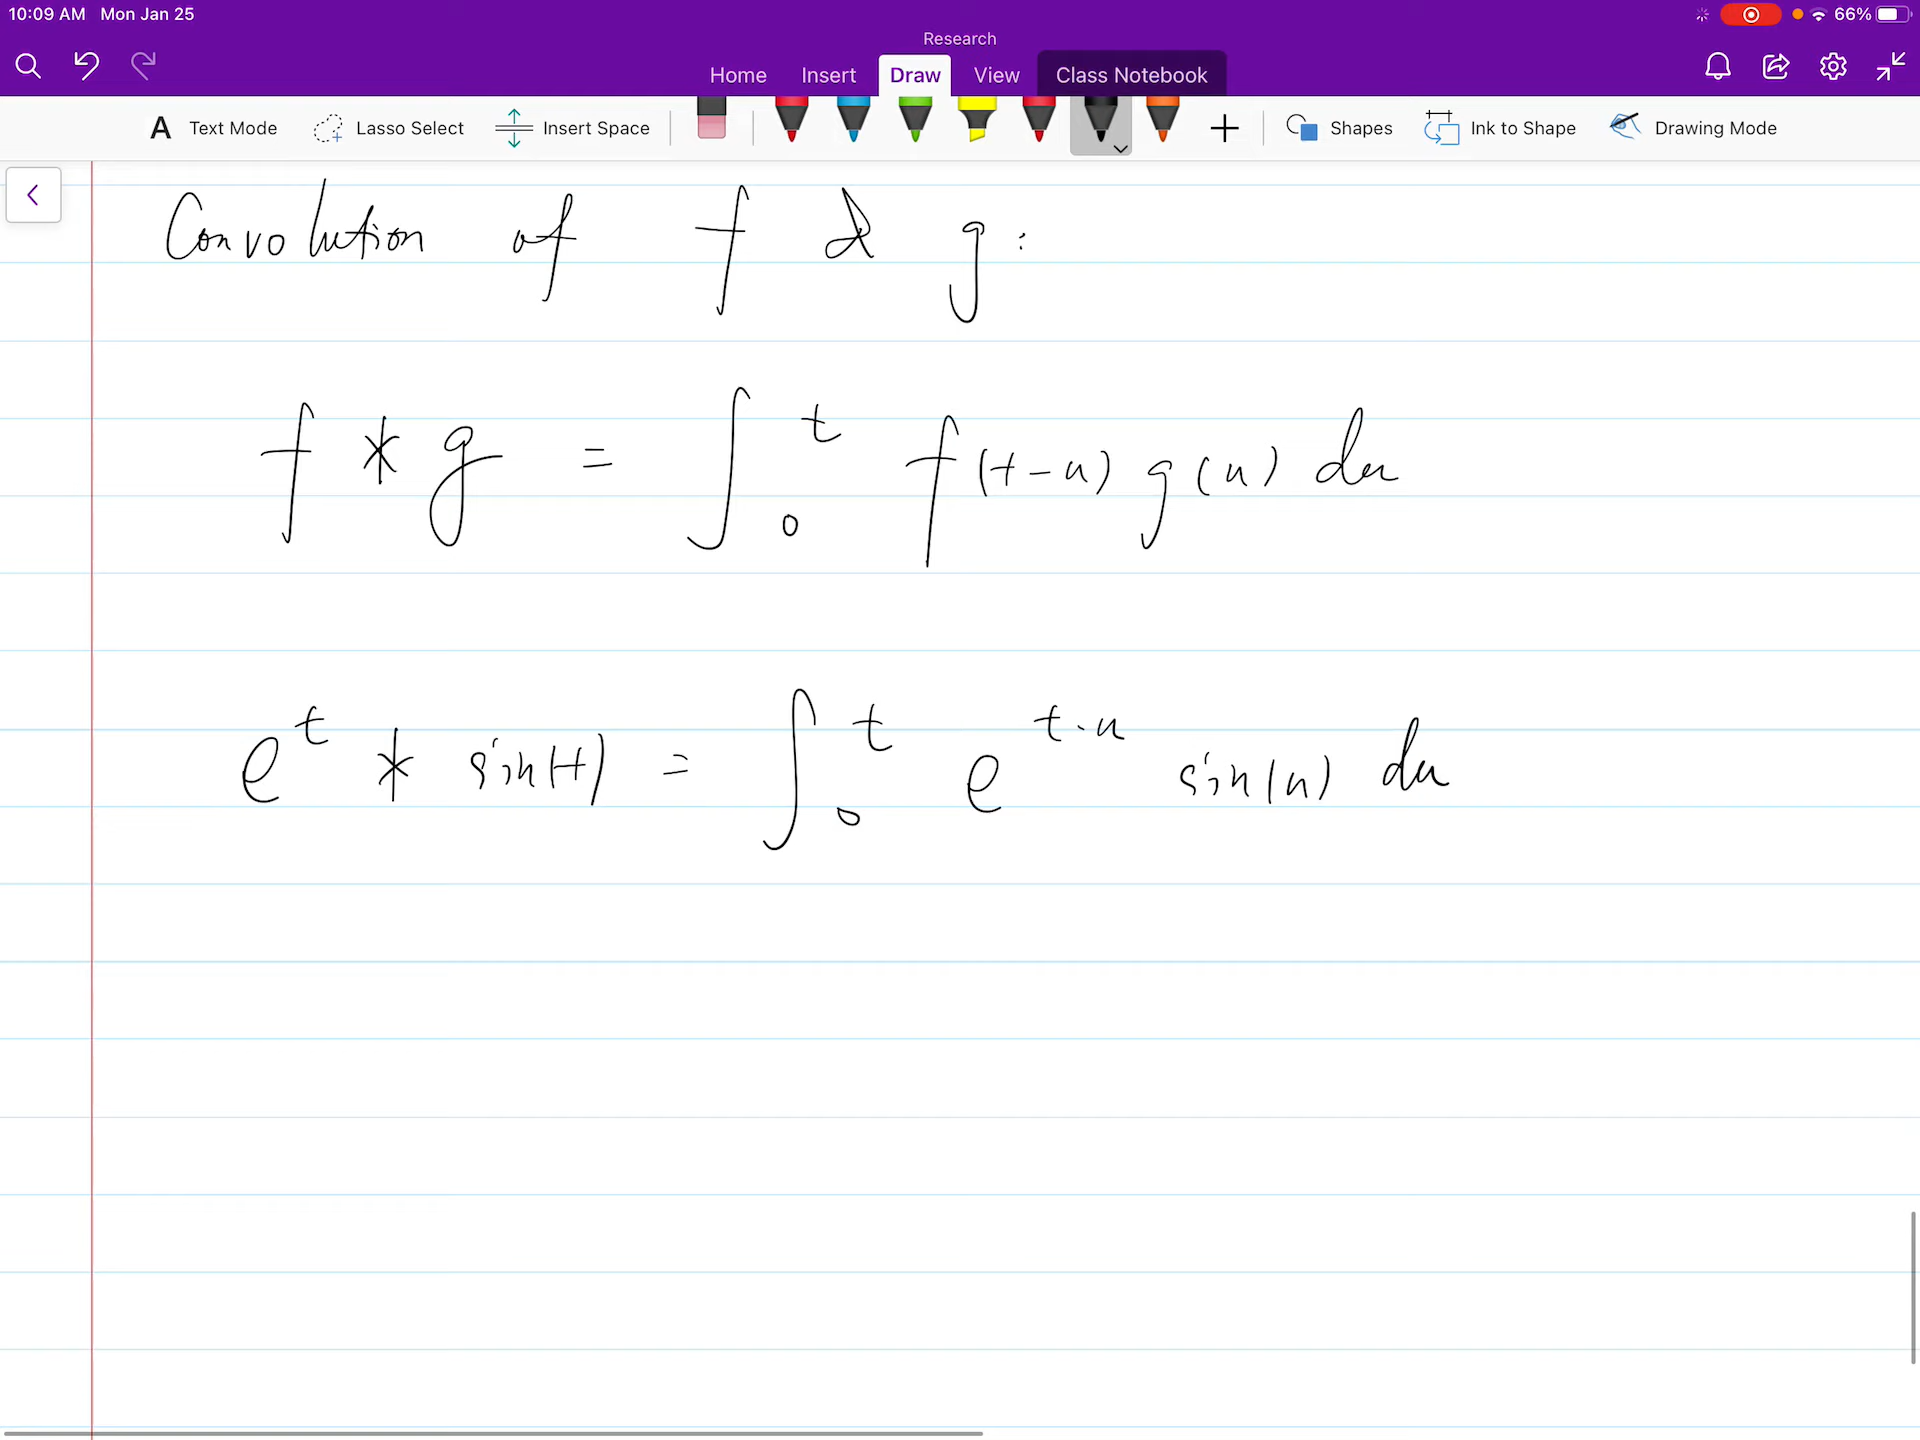 10:09 AM Mon Jan 25 66%
Research
Home Insert Draw View Class Notebook
A Text Mode Lasso Select Insert Space Shapes Ink to Shape Drawing Mode
Convolution of f & g:
f * g = ∫₀ᵗ f(t-u) g(u) du
eᵗ * sin(t) = ∫₀ᵗ eᵗ⁻ᵘ sin(u) du